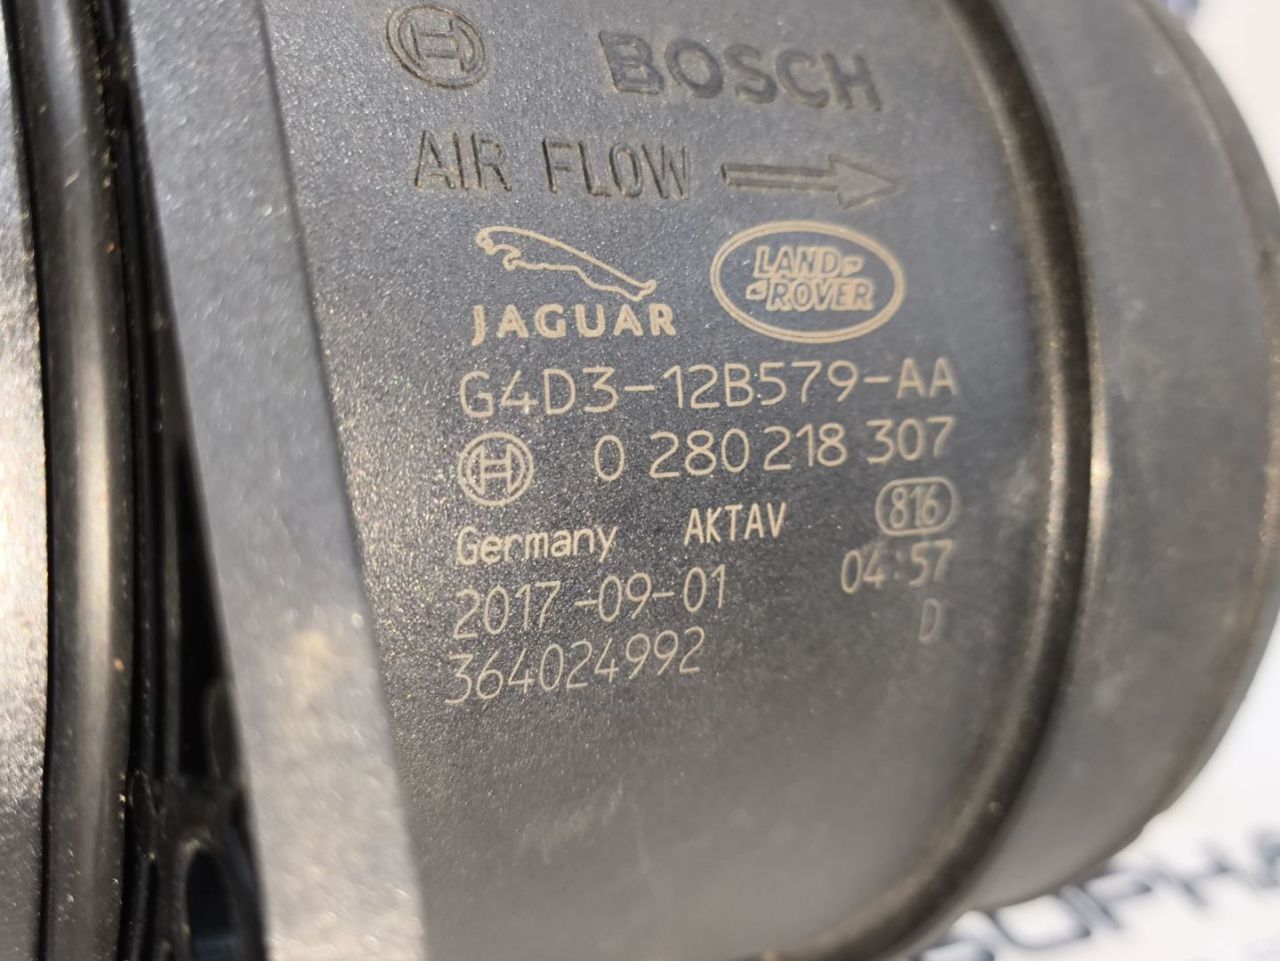 BOSCH
AIR FLOW
JAGUAR
LAND-
-ROVER
G4D3-12B579-AA
0 280 218 307
Germany AKTAV 816
2017-09-01 04:57
364024992 D